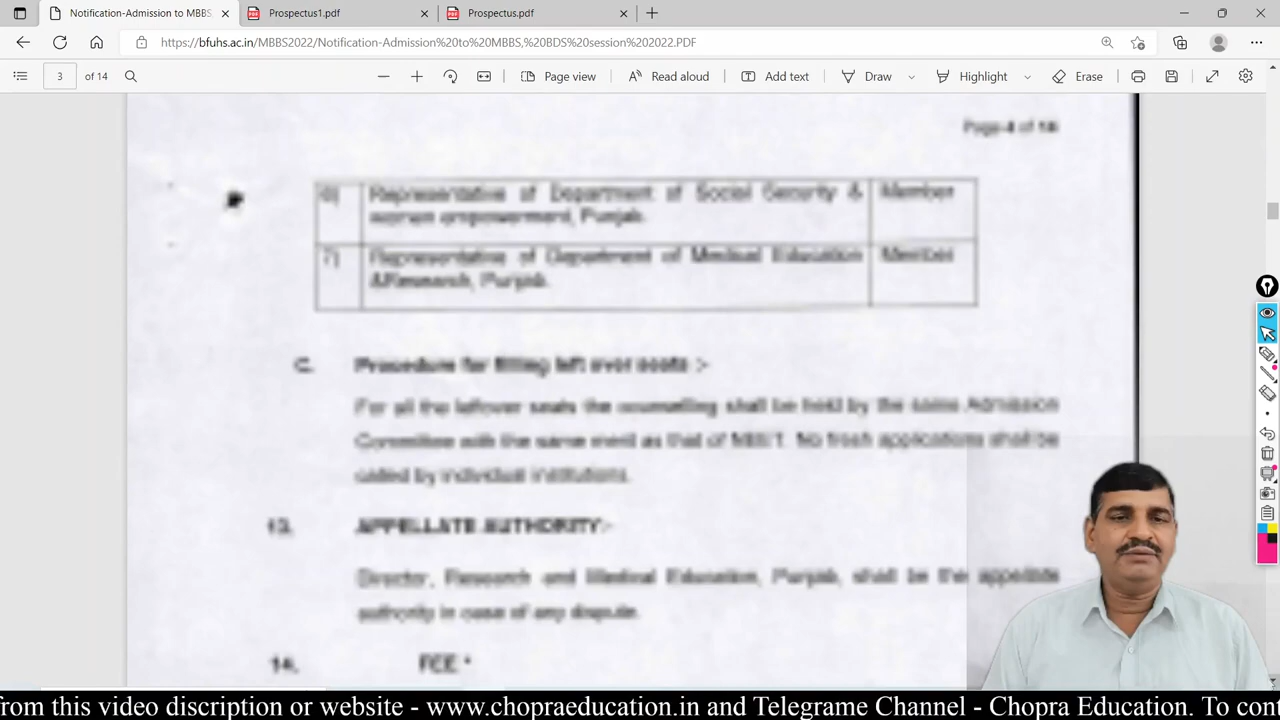 Notification-Admission to MBBS
Prospectus1.pdf
Prospectus.pdf
https://bfuhs.ac.in/MBBS2022/Notification-Admission%20to%20MBBS,%20BDS%20session%202022.PDF
3 of 14
Page view
Read aloud
Add text
Draw
Highlight
Erase
Page 4 of 14
6) Representative of Department of Social Security & Member
women empowerment, Punjab.
7) Representative of Department of Medical Education Member
&Research, Punjab.
C. Procedure for filling left over seats :-
For all the leftover seats the counselling shall be held by the same Admission
Committee with the same merit as that of NEET. No fresh applications shall be
called by individual institutions.
13. APPELLATE AUTHORITY:-
Director, Research and Medical Education, Punjab, shall be the appellate
authority in case of any dispute.
14. FEE *
from this video discription or website - www.chopraeducation.in and Telegrame Channel - Chopra Education. To con